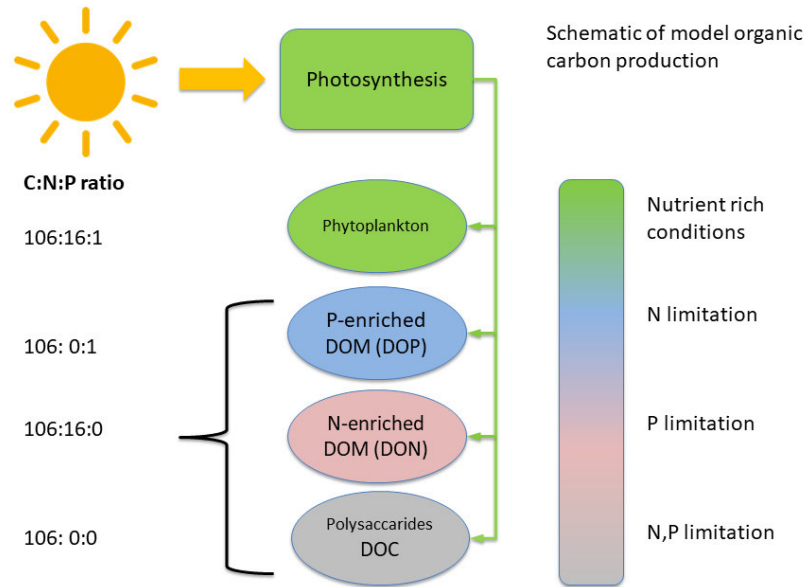 Schematic of model organic
carbon production
Photosynthesis
C:N:P ratio
106:16:1
Phytoplankton
Nutrient rich
conditions
106: 0:1
P-enriched
DOM (DOP)
N limitation
106:16:0
N-enriched
DOM (DON)
P limitation
106: 0:0
Polysaccarides
DOC
N,P limitation